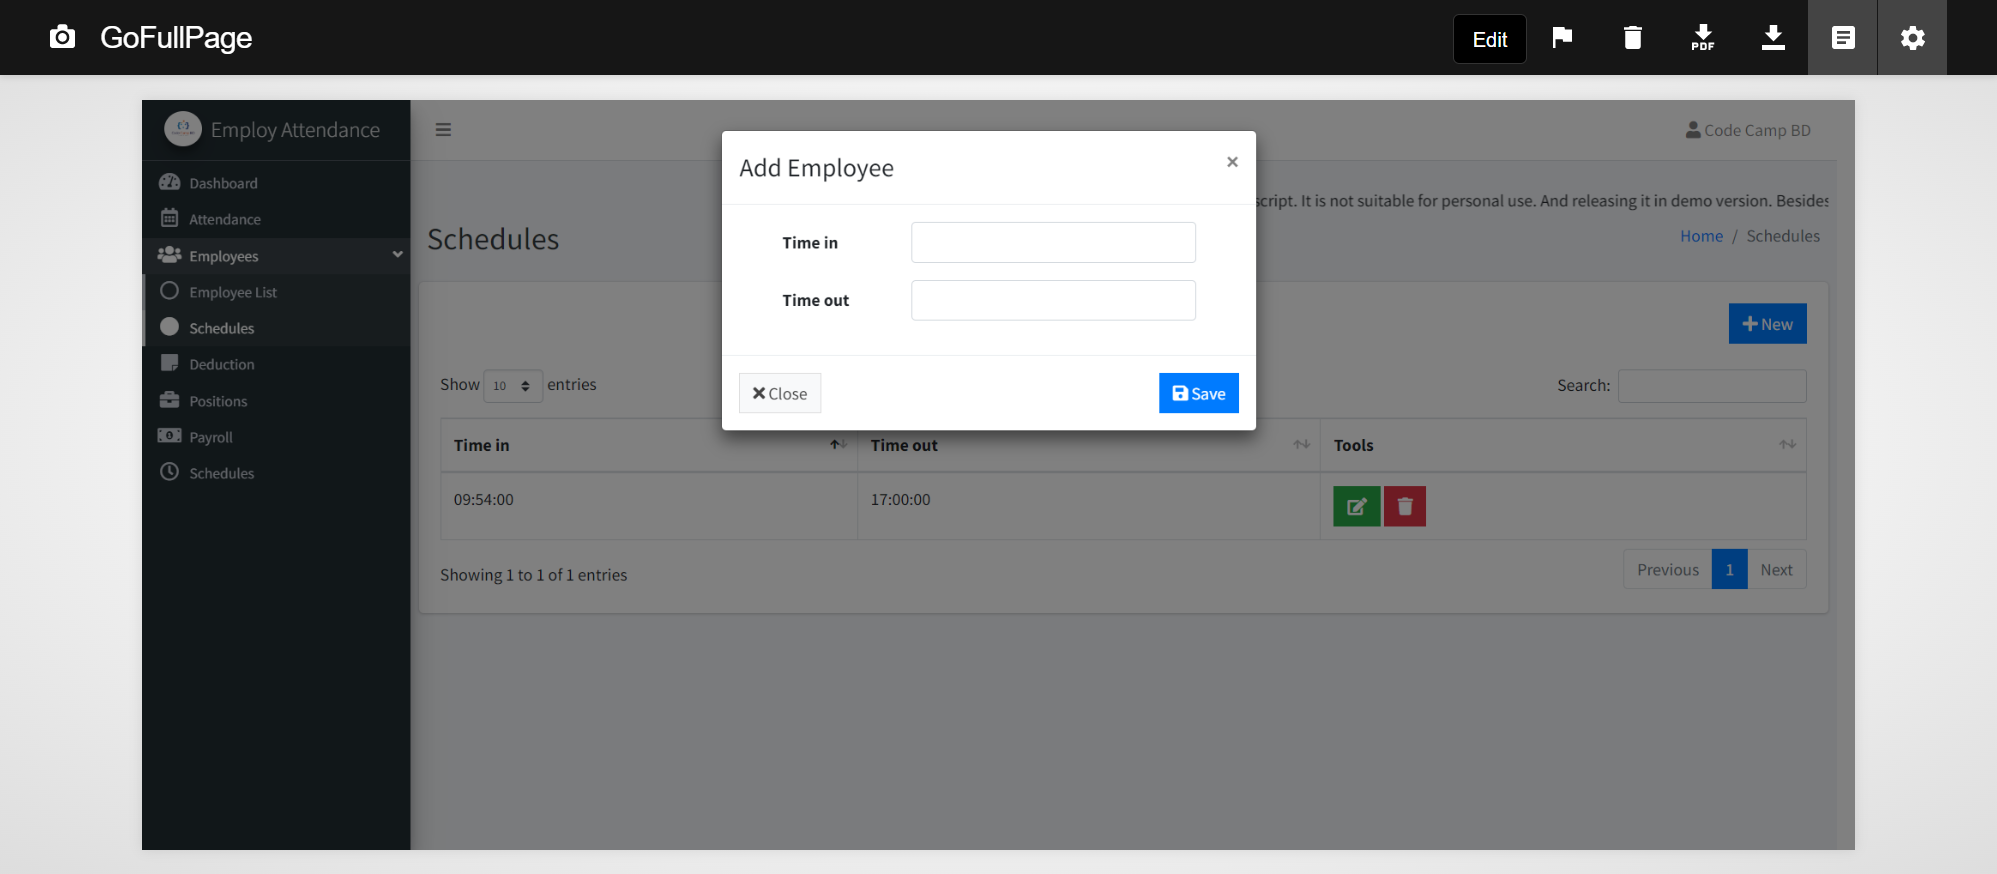 GoFullPage
Edit
PDF
Employ Attendance
Code Camp BD
Dashboard
Attendance
Employees
Employee List
Schedules
Deduction
Positions
Payroll
Schedules
Add Employee
×
Time in
Time out
Close
Save
script. It is not suitable for personal use. And releasing it in demo version. Besides
Schedules
Home / Schedules
New
Show 10 entries
Search:
Time in
Time out
Tools
09:54:00
17:00:00
Showing 1 to 1 of 1 entries
Previous 1 Next